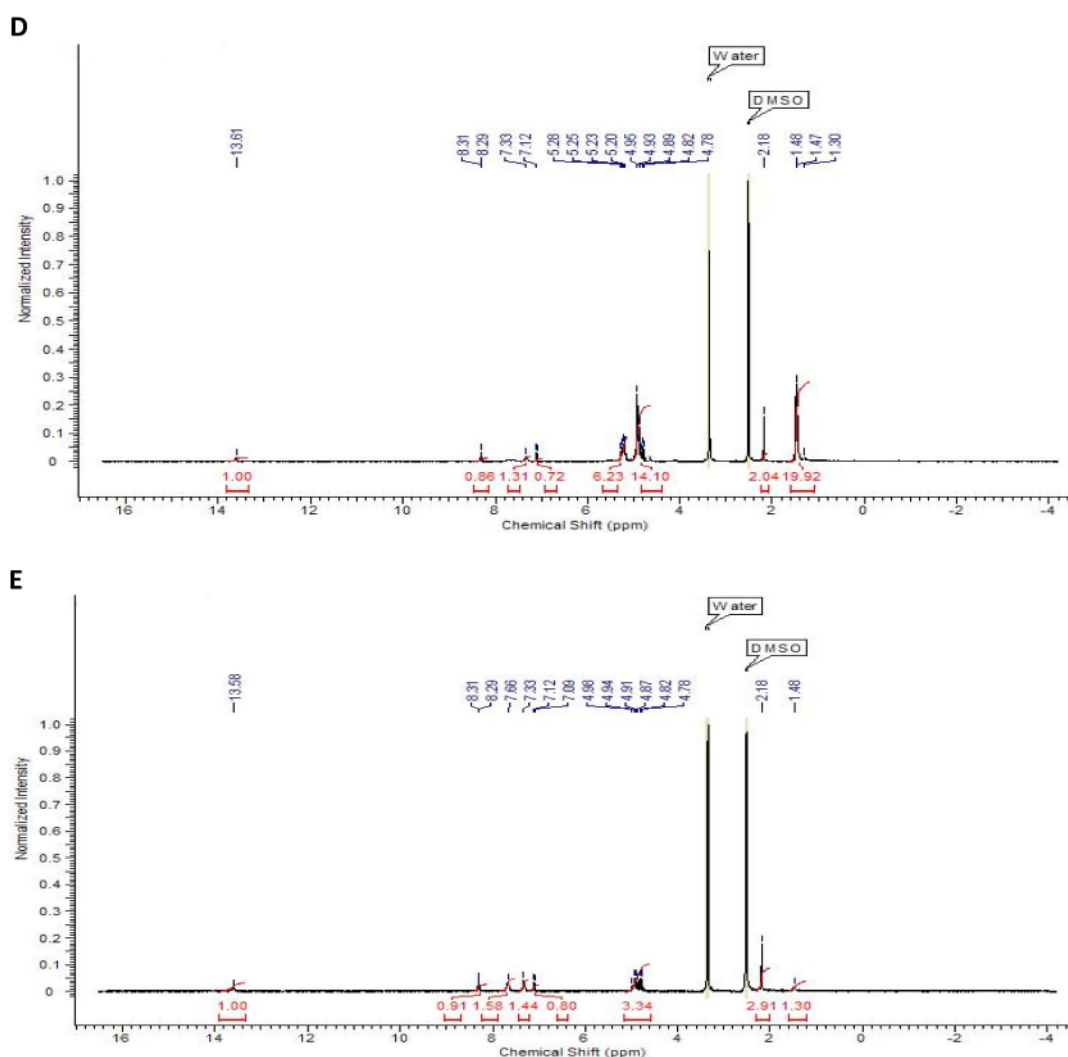 D
Water
DMSO
13.61 8.31 8.29 7.33 7.12 5.28 5.25 5.23 5.20 4.95 4.93 4.89 4.82 4.78 2.18 1.48 1.47 1.30
1.0
0.9
0.8
0.7
0.6
0.5
0.4
0.3
0.2
0.1
0
Normalized Intensity
1.00 0.86 1.31 0.72 6.23 14.10 2.04 19.92
16 14 12 10 8 6 4 2 0 -2 -4
Chemical Shift (ppm)
E
Water
DMSO
13.58 8.31 8.29 7.66 7.33 7.12 7.09 4.98 4.94 4.91 4.87 4.82 4.78 2.18 1.48
1.0
0.9
0.8
0.7
0.6
0.5
0.4
0.3
0.2
0.1
0
Normalized Intensity
1.00 0.91 1.58 1.44 0.80 3.34 2.91 1.30
16 14 12 10 8 6 4 2 0 -2 -4
Chemical Shift (ppm)